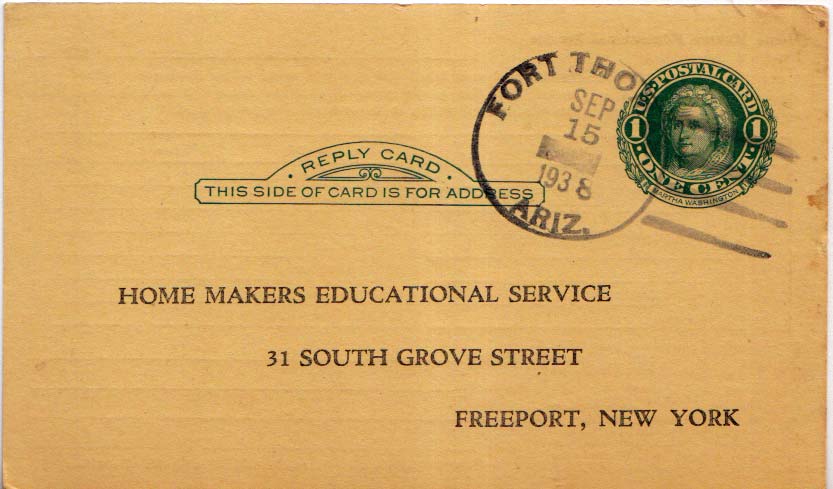 FORT THO
SEP
15
1938
ARIZ.
U.S. POSTAL CARD
1 1
· ONE CENT ·
MARTHA WASHINGTON
· REPLY CARD ·
THIS SIDE OF CARD IS FOR ADDRESS
HOME MAKERS EDUCATIONAL SERVICE
31 SOUTH GROVE STREET
FREEPORT, NEW YORK